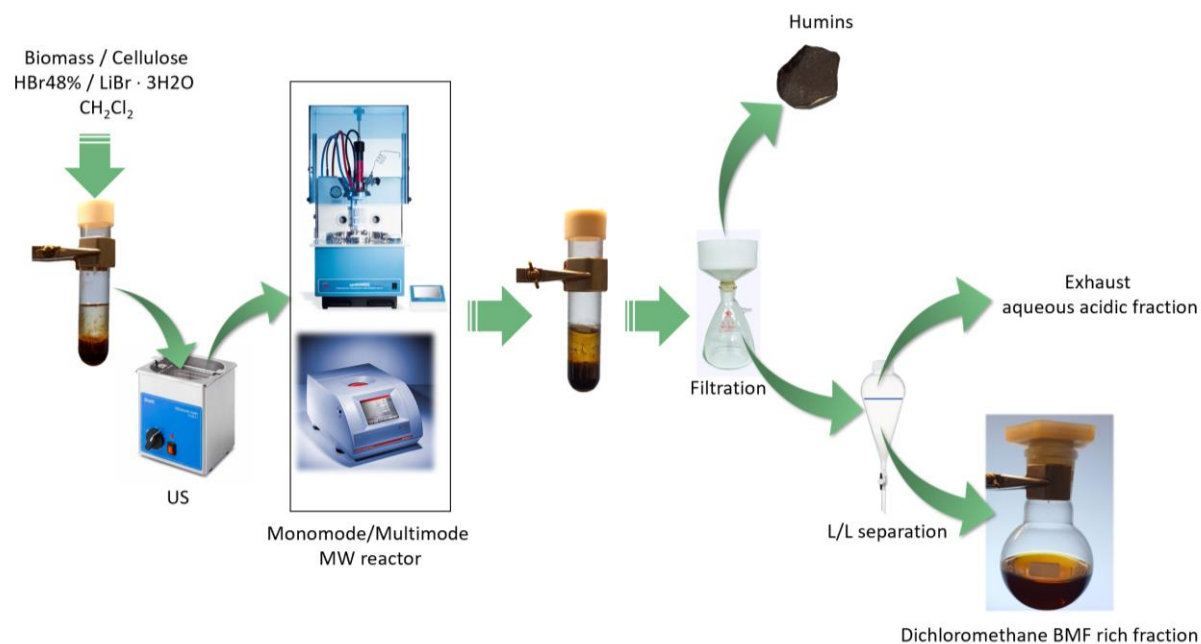 Biomass / Cellulose
HBr48% / LiBr · 3H2O
CH₂Cl₂
US
Monomode/Multimode
MW reactor
Humins
Filtration
Exhaust
aqueous acidic fraction
L/L separation
Dichloromethane BMF rich fraction